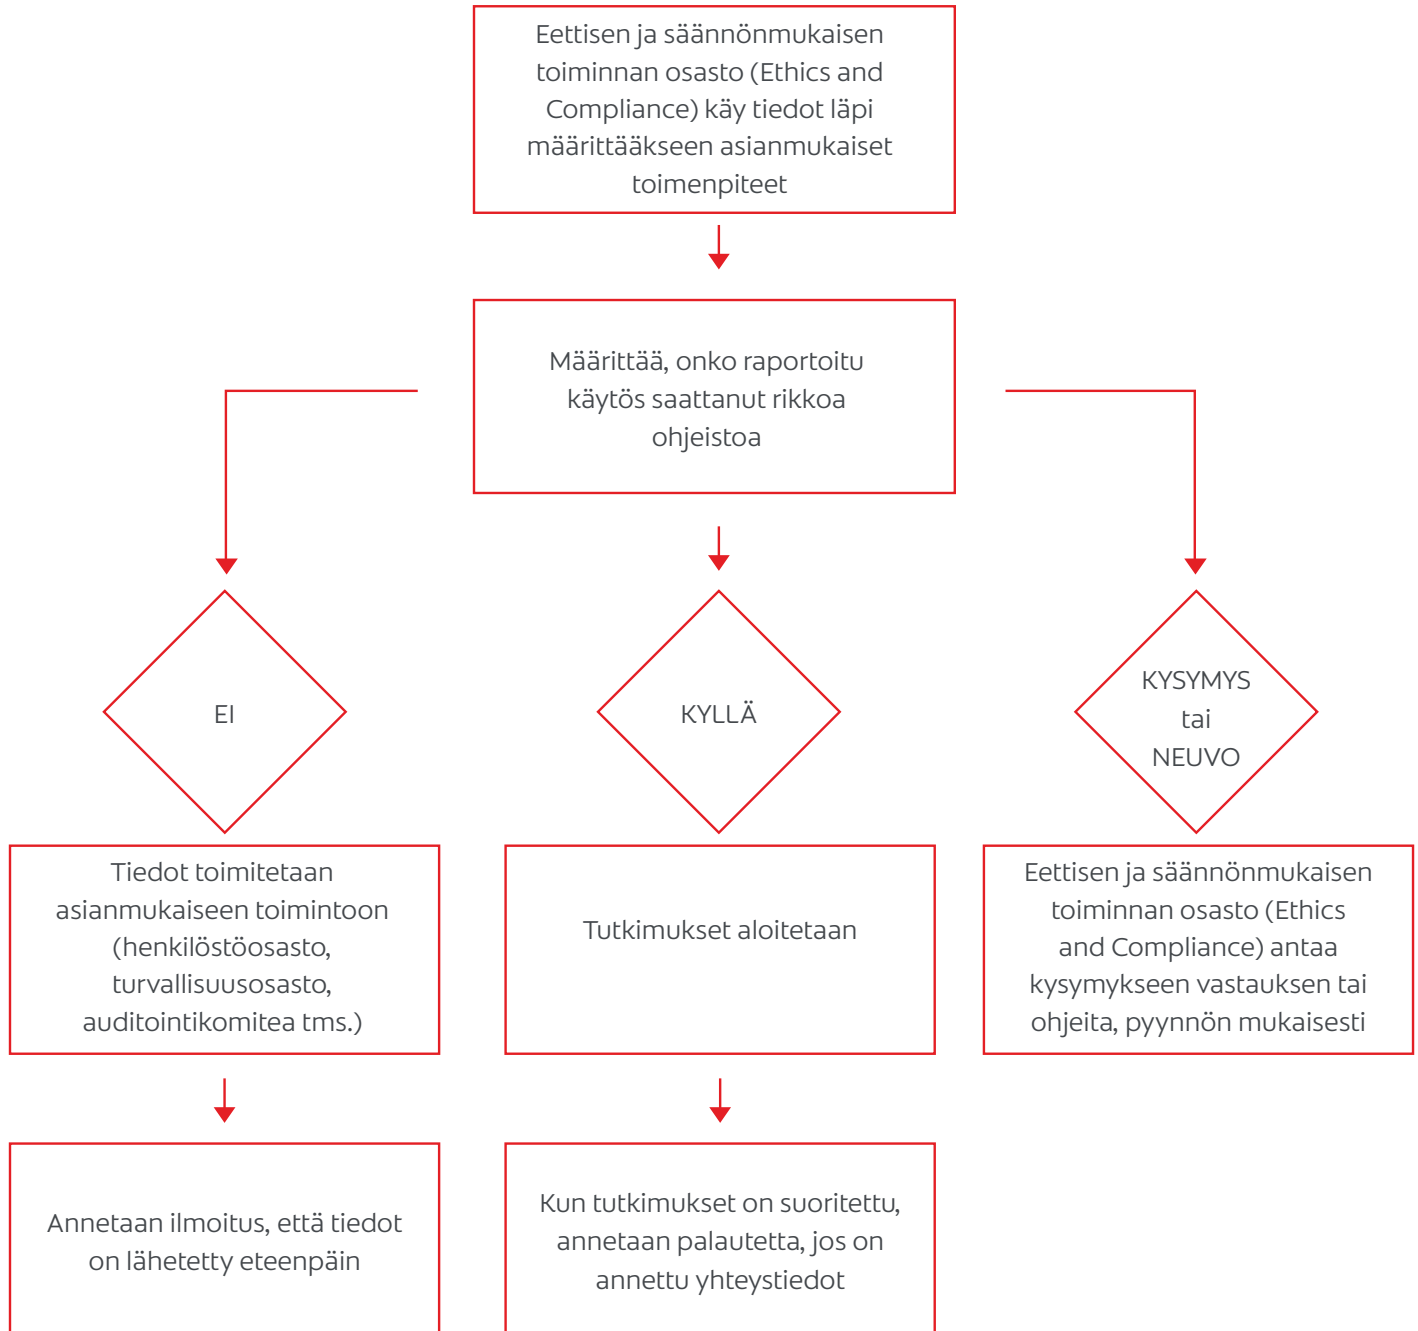 Eettisen ja säännönmukaisen
toiminnan osasto (Ethics and
Compliance) käy tiedot läpi
määrittääkseen asianmukaiset
toimenpiteet
Määrittää, onko raportoitu
käytös saattanut rikkoa
ohjeistoa
EI
KYLLÄ
KYSYMYS
tai
NEUVO
Tiedot toimitetaan
asianmukaiseen toimintoon
(henkilöstöosasto,
turvallisuusosasto,
auditointikomitea tms.)
Tutkimukset aloitetaan
Eettisen ja säännönmukaisen
toiminnan osasto (Ethics
and Compliance) antaa
kysymykseen vastauksen tai
ohjeita, pyynnön mukaisesti
Annetaan ilmoitus, että tiedot
on lähetetty eteenpäin
Kun tutkimukset on suoritettu,
annetaan palautetta, jos on
annettu yhteystiedot